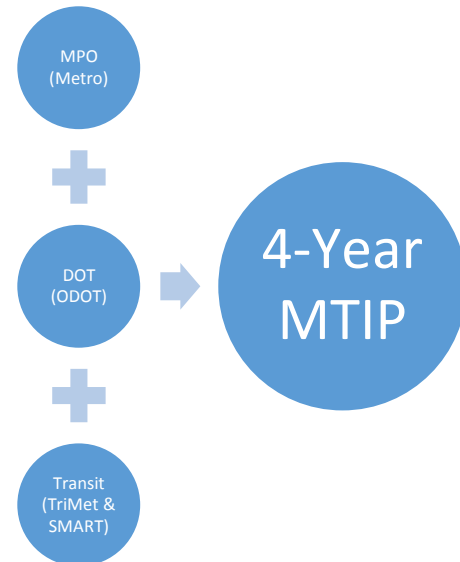 MPO
(Metro)
DOT
(ODOT)
Transit
(TriMet &
SMART)
4-Year
MTIP